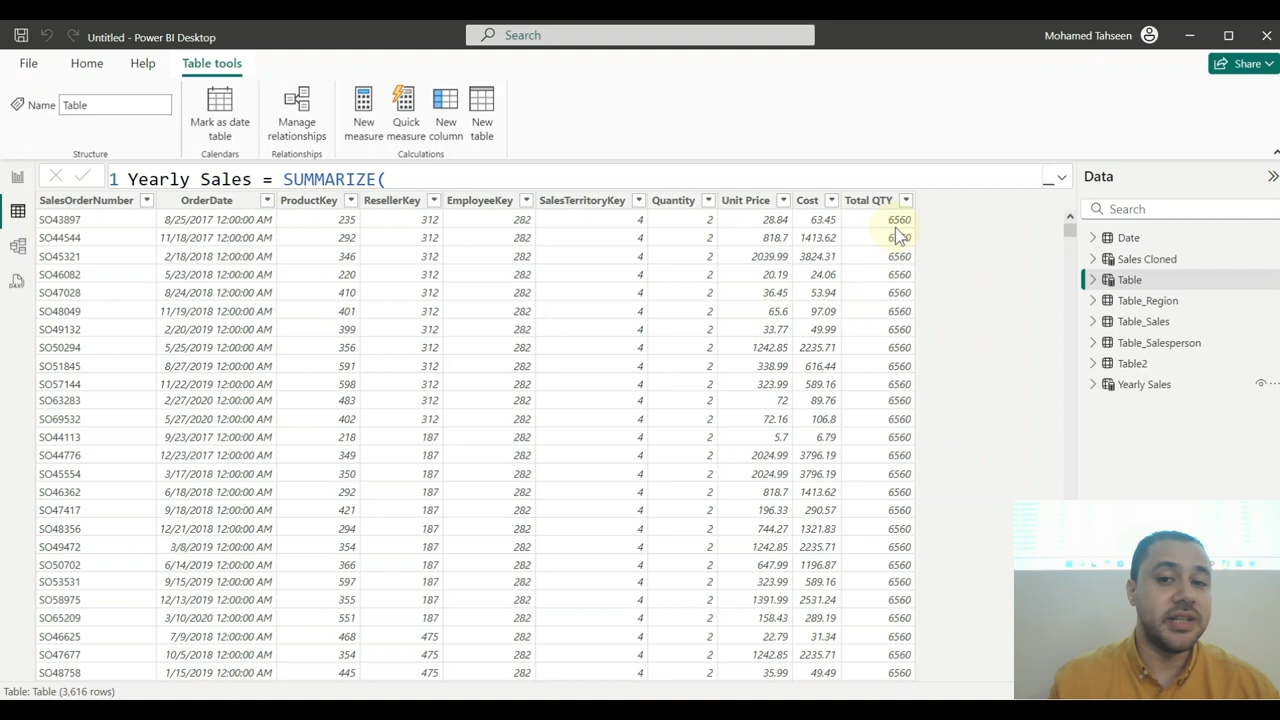 Untitled - Power BI Desktop
Search
Mohamed Tahseen
File Home Help Table tools
Share
Name Table
Mark as date table
Manage relationships
New measure
Quick measure
New column
New table
Structure Calendars Relationships Calculations
1 Yearly Sales = SUMMARIZE(
SalesOrderNumber OrderDate ProductKey ResellerKey EmployeeKey SalesTerritoryKey Quantity Unit Price Cost Total QTY
SO43897 8/25/2017 12:00:00 AM 235 312 282 4 2 28.84 63.45 6560
SO44544 11/18/2017 12:00:00 AM 292 312 282 4 2 818.7 1413.62
SO45321 2/18/2018 12:00:00 AM 346 312 282 4 2 2039.99 3824.31 6560
SO46082 5/23/2018 12:00:00 AM 220 312 282 4 2 20.19 24.06 6560
SO47028 8/24/2018 12:00:00 AM 410 312 282 4 2 36.45 53.94 6560
SO48049 11/19/2018 12:00:00 AM 401 312 282 4 2 65.6 97.09 6560
SO49132 2/20/2019 12:00:00 AM 399 312 282 4 2 33.77 49.99 6560
SO50294 5/25/2019 12:00:00 AM 356 312 282 4 2 1242.85 2235.71 6560
SO51845 8/27/2019 12:00:00 AM 591 312 282 4 2 338.99 616.44 6560
SO57144 11/22/2019 12:00:00 AM 598 312 282 4 2 323.99 589.16 6560
SO63283 2/27/2020 12:00:00 AM 483 312 282 4 2 72 89.76 6560
SO69532 5/27/2020 12:00:00 AM 402 312 282 4 2 72.16 106.8 6560
SO44113 9/23/2017 12:00:00 AM 218 187 282 4 2 5.7 6.79 6560
SO44776 12/23/2017 12:00:00 AM 349 187 282 4 2 2024.99 3796.19 6560
SO45554 3/17/2018 12:00:00 AM 350 187 282 4 2 2024.99 3796.19 6560
SO46362 6/18/2018 12:00:00 AM 292 187 282 4 2 818.7 1413.62 6560
SO47417 9/18/2018 12:00:00 AM 421 187 282 4 2 196.33 290.57 6560
SO48356 12/21/2018 12:00:00 AM 294 187 282 4 2 744.27 1321.83 6560
SO49472 3/8/2019 12:00:00 AM 354 187 282 4 2 1242.85 2235.71 6560
SO50702 6/14/2019 12:00:00 AM 366 187 282 4 2 647.99 1196.87 6560
SO53531 9/15/2019 12:00:00 AM 597 187 282 4 2 323.99 589.16 6560
SO58975 12/13/2019 12:00:00 AM 355 187 282 4 2 1391.99 2531.24 6560
SO65209 3/10/2020 12:00:00 AM 551 187 282 4 2 158.43 289.19 6560
SO46625 7/9/2018 12:00:00 AM 468 475 282 4 2 22.79 31.34 6560
SO47677 10/5/2018 12:00:00 AM 354 475 282 4 2 1242.85 2235.71 6560
SO48758 1/15/2019 12:00:00 AM 445 475 282 4 2 35.99 49.49 6560
Table: Table (3,616 rows)
Data
Search
Date
Sales Cloned
Table
Table_Region
Table_Sales
Table_Salesperson
Table2
Yearly Sales